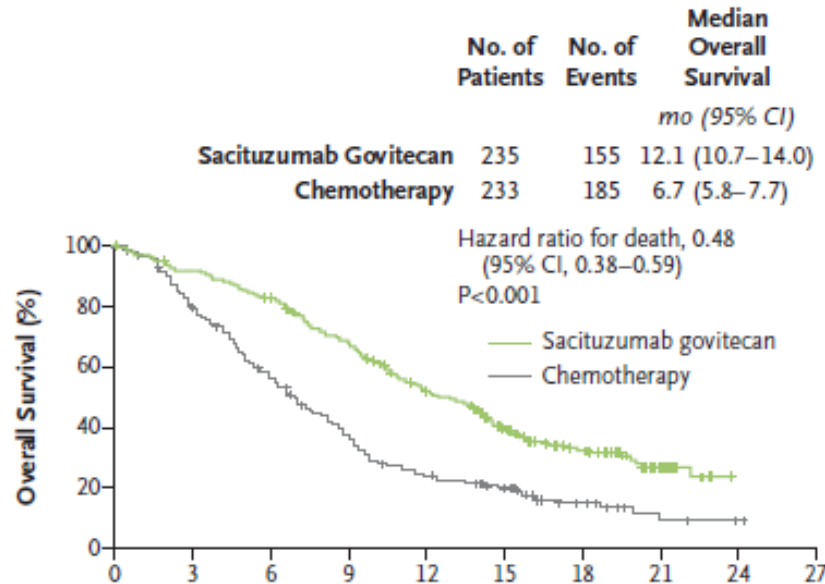 Median
No. of No. of Overall
Patients Events Survival
mo (95% CI)
Sacituzumab Govitecan 235 155 12.1 (10.7–14.0)
Chemotherapy 233 185 6.7 (5.8–7.7)
Hazard ratio for death, 0.48
(95% CI, 0.38–0.59)
P<0.001
Sacituzumab govitecan
Chemotherapy
Overall Survival (%)
100
80
60
40
20
0
0 3 6 9 12 15 18 21 24 27